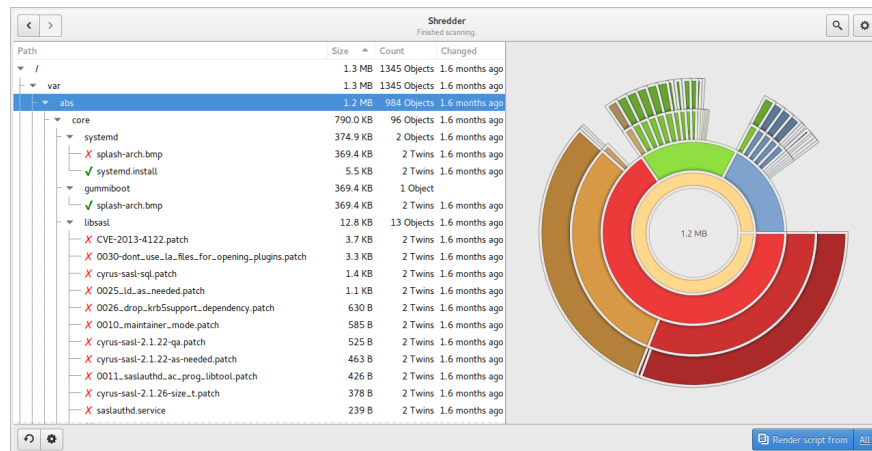 Shredder
Finished scanning.
Path Size Count Changed
/ 1.3 MB 1345 Objects 1.6 months ago
var 1.3 MB 1345 Objects 1.6 months ago
abs 1.2 MB 984 Objects 1.6 months ago
core 790.0 KB 96 Objects 1.6 months ago
systemd 374.9 KB 2 Objects 1.6 months ago
✗ splash-arch.bmp 369.4 KB 2 Twins 1.6 months ago
✓ systemd.install 5.5 KB 2 Twins 1.6 months ago
gummiboot 369.4 KB 1 Object
✓ splash-arch.bmp 369.4 KB 2 Twins 1.6 months ago
libsasl 12.8 KB 13 Objects 1.6 months ago
✗ CVE-2013-4122.patch 3.7 KB 2 Twins 1.6 months ago
✗ 0030-dont_use_la_files_for_opening_plugins.patch 3.3 KB 2 Twins 1.6 months ago
✗ cyrus-sasl-sql.patch 1.4 KB 2 Twins 1.6 months ago
✗ 0025_ld_as_needed.patch 1.1 KB 2 Twins 1.6 months ago
✗ 0026_drop_krb5support_dependency.patch 630 B 2 Twins 1.6 months ago
✗ 0010_maintainer_mode.patch 585 B 2 Twins 1.6 months ago
✗ cyrus-sasl-2.1.22-qa.patch 525 B 2 Twins 1.6 months ago
✗ cyrus-sasl-2.1.22-as-needed.patch 463 B 2 Twins 1.6 months ago
✗ 0011_saslauthd_ac_prog_libtool.patch 426 B 2 Twins 1.6 months ago
✗ cyrus-sasl-2.1.26-size_t.patch 378 B 2 Twins 1.6 months ago
✗ saslauthd.service 239 B 2 Twins 1.6 months ago
1.2 MB
Render script from All